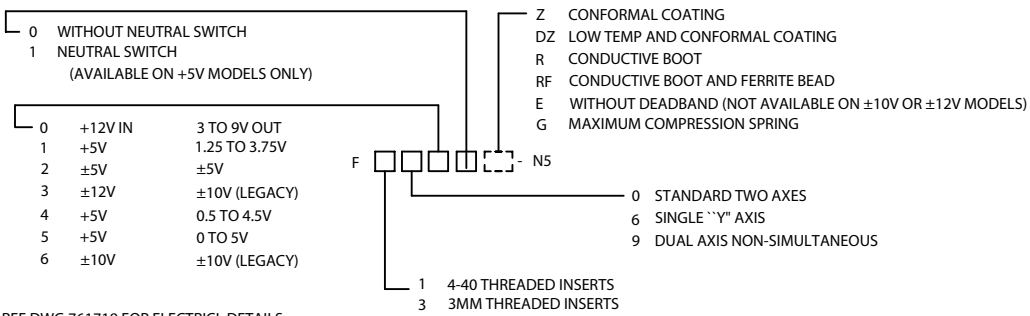 0 WITHOUT NEUTRAL SWITCH
1 NEUTRAL SWITCH
(AVAILABLE ON +5V MODELS ONLY)
Z CONFORMAL COATING
DZ LOW TEMP AND CONFORMAL COATING
R CONDUCTIVE BOOT
RF CONDUCTIVE BOOT AND FERRITE BEAD
E WITHOUT DEADBAND (NOT AVAILABLE ON ±10V OR ±12V MODELS)
G MAXIMUM COMPRESSION SPRING
0 +12V IN 3 TO 9V OUT
1 +5V 1.25 TO 3.75V
2 ±5V ±5V
3 ±12V ±10V (LEGACY)
4 +5V 0.5 TO 4.5V
5 +5V 0 TO 5V
6 ±10V ±10V (LEGACY)
F - N5
0 STANDARD TWO AXES
6 SINGLE ``Y" AXIS
9 DUAL AXIS NON-SIMULTANEOUS
1 4-40 THREADED INSERTS
3 3MM THREADED INSERTS